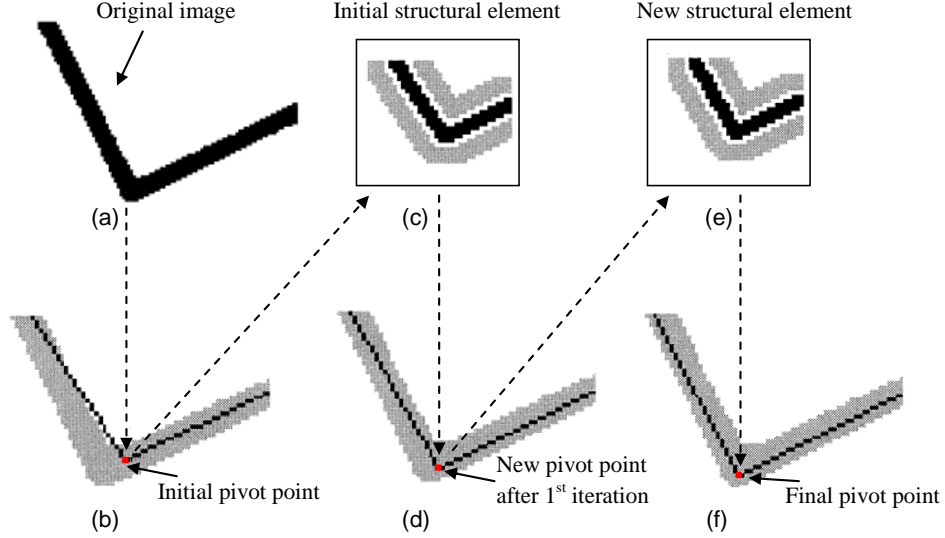 Original image
Initial structural element
New structural element
(a)
(c)
(e)
Initial pivot point
New pivot point
after 1st iteration
Final pivot point
(b)
(d)
(f)